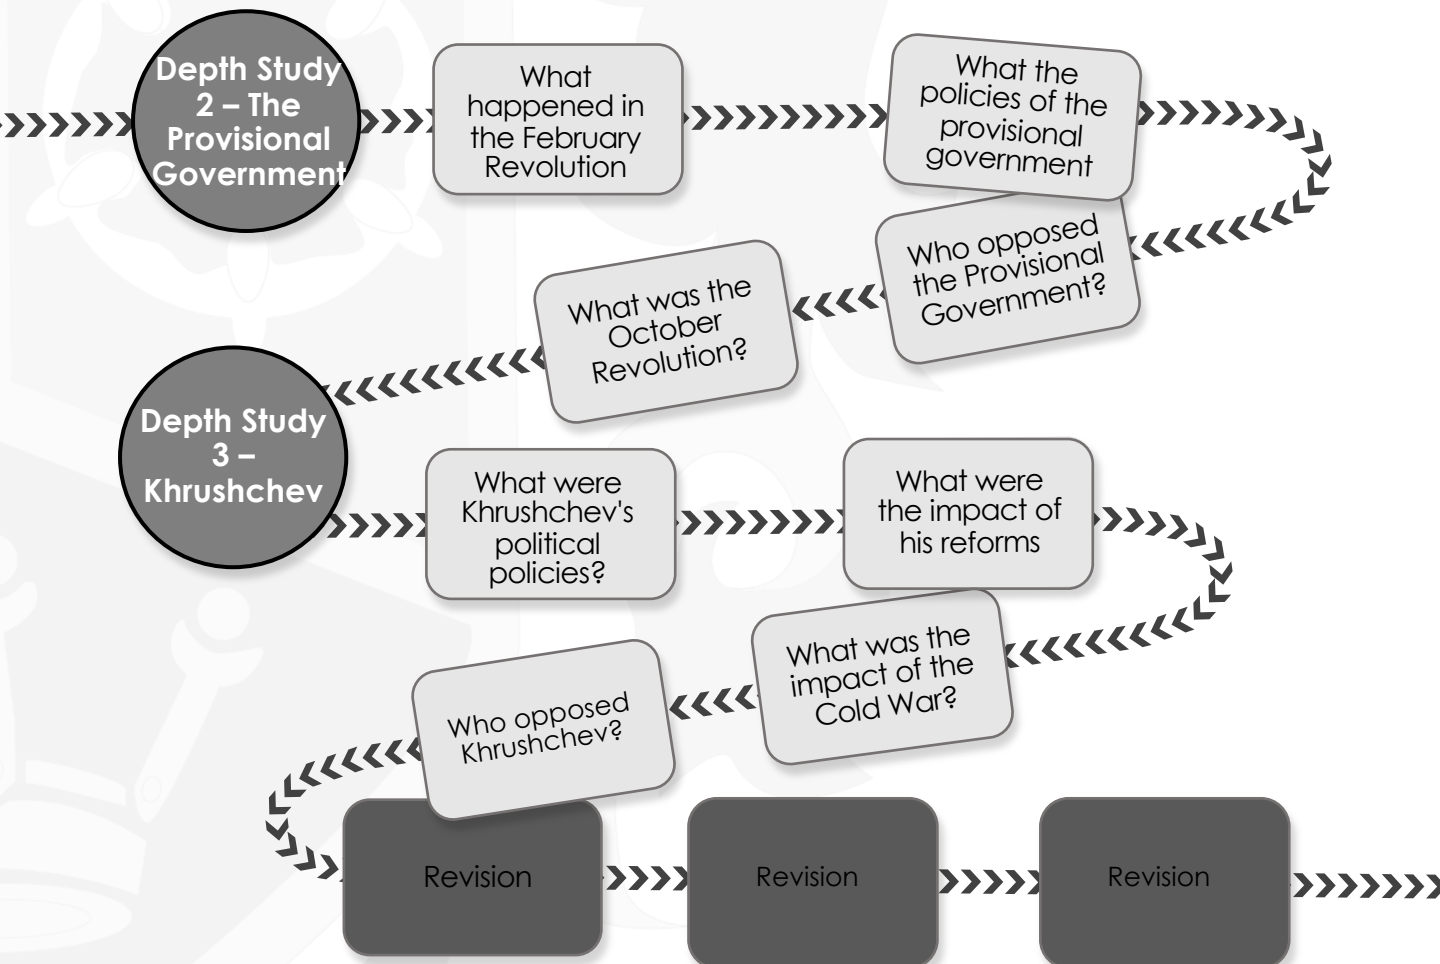 Depth Study
2 – The
Provisional
Government
What
happened in
the February
Revolution
What the
policies of the
provisional
government
Who opposed
the Provisional
Government?
What was the
October
Revolution?
Depth Study
3 –
Khrushchev
What were
Khrushchev's
political
policies?
What were
the impact of
his reforms
What was the
impact of the
Cold War?
Who opposed
Khrushchev?
Revision
Revision
Revision